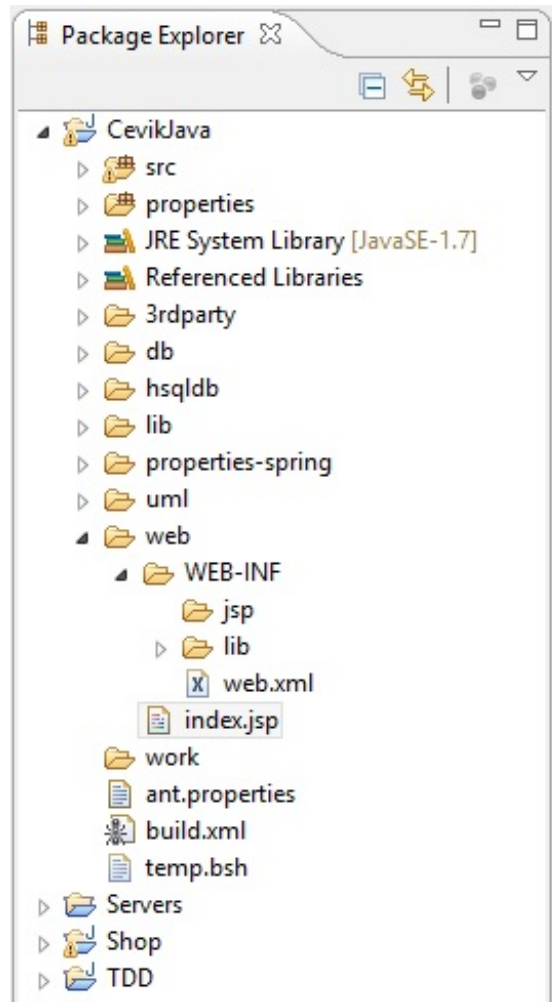 Package Explorer
CevikJava
src
properties
JRE System Library [JavaSE-1.7]
Referenced Libraries
3rdparty
db
hsqldb
lib
properties-spring
uml
web
WEB-INF
jsp
lib
web.xml
index.jsp
work
ant.properties
build.xml
temp.bsh
Servers
Shop
TDD